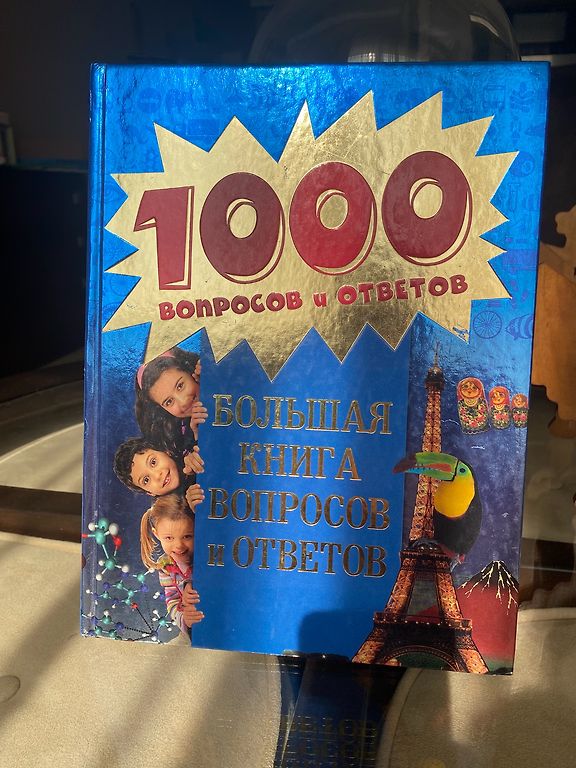 1000
вопросов и ответов
БОЛЬШАЯ
КНИГА
ВОПРОСОВ
и ОТВЕТОВ